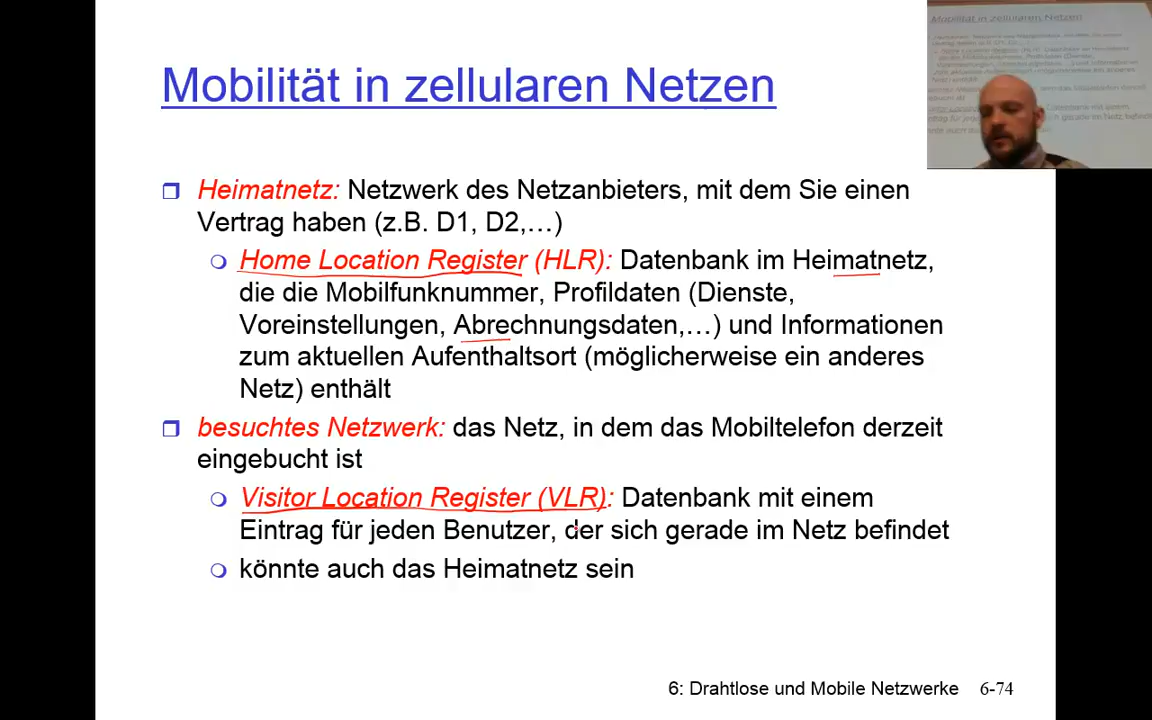 Mobilität in zellularen Netzen
Heimatnetz: Netzwerk des Netzanbieters, mit dem Sie einen
Vertrag haben (z.B. D1, D2,…)
Home Location Register (HLR): Datenbank im Heimatnetz,
die die Mobilfunknummer, Profildaten (Dienste,
Voreinstellungen, Abrechnungsdaten,…) und Informationen
zum aktuellen Aufenthaltsort (möglicherweise ein anderes
Netz) enthält
besuchtes Netzwerk: das Netz, in dem das Mobiltelefon derzeit
eingebucht ist
Visitor Location Register (VLR): Datenbank mit einem
Eintrag für jeden Benutzer, der sich gerade im Netz befindet
könnte auch das Heimatnetz sein
6: Drahtlose und Mobile Netzwerke 6-74
Mobilität in zellularen Netzen